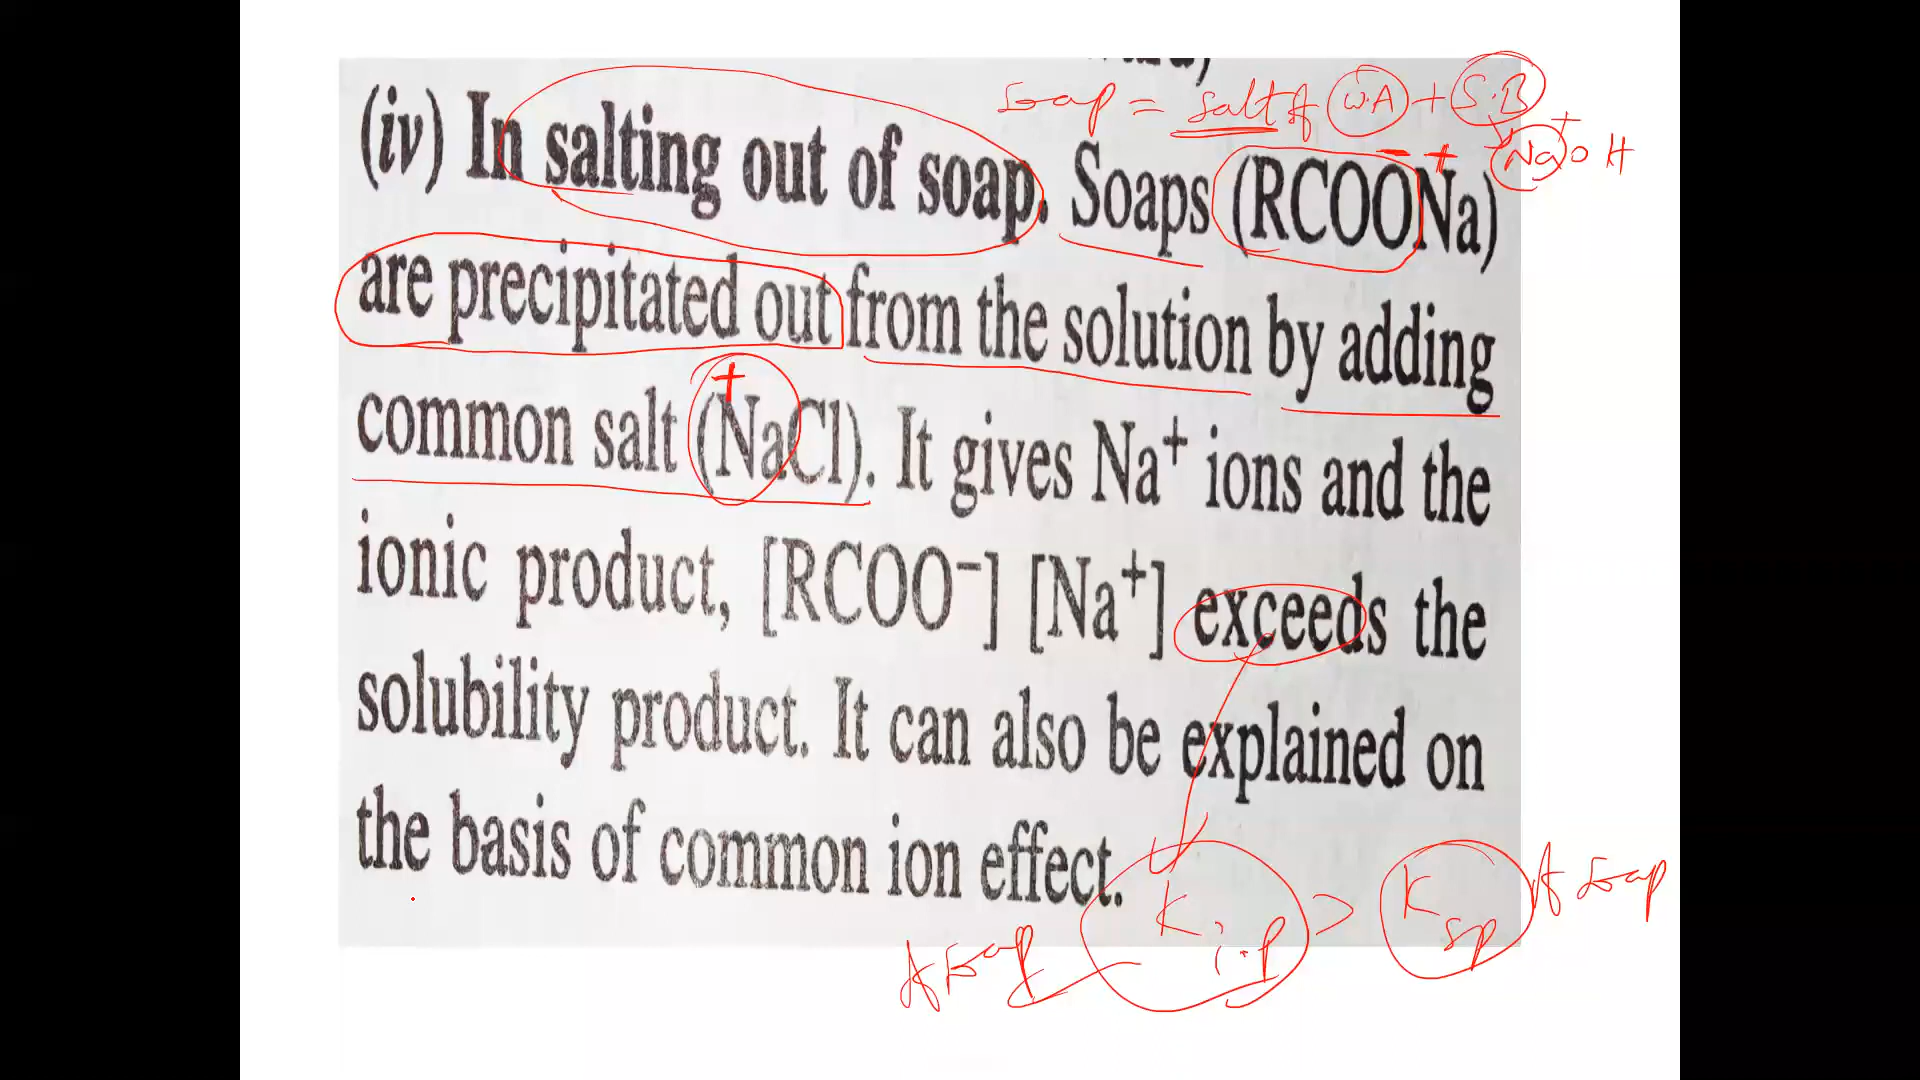 Soap = salt of W.A + S.B
Na+OH
(iv) In salting out of soap. Soaps (RCOONa)
- +
are precipitated out from the solution by adding
+
common salt (NaCl). It gives Na⁺ ions and the
ionic product, [RCOO⁻] [Na⁺] exceeds the
solubility product. It can also be explained on
the basis of common ion effect.
of soap Ki.p > Ksp of soap